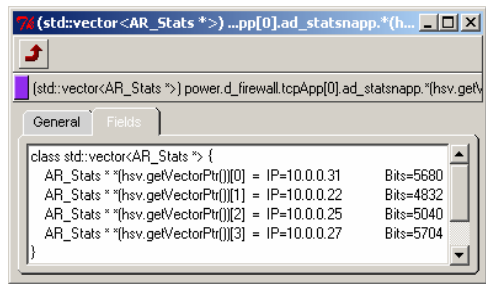 7% (std::vector<AR_Stats *>) ...pp[0].ad_statsnapp.*(h...
(std::vector<AR_Stats *>) power.d_firewall.tcpApp[0].ad_statsnapp.*(hsv.getV
General Fields
class std::vector<AR_Stats *> {
AR_Stats * *(hsv.getVectorPtr())[0] = IP=10.0.0.31 Bits=5680
AR_Stats * *(hsv.getVectorPtr())[1] = IP=10.0.0.22 Bits=4832
AR_Stats * *(hsv.getVectorPtr())[2] = IP=10.0.0.25 Bits=5040
AR_Stats * *(hsv.getVectorPtr())[3] = IP=10.0.0.27 Bits=5704
}